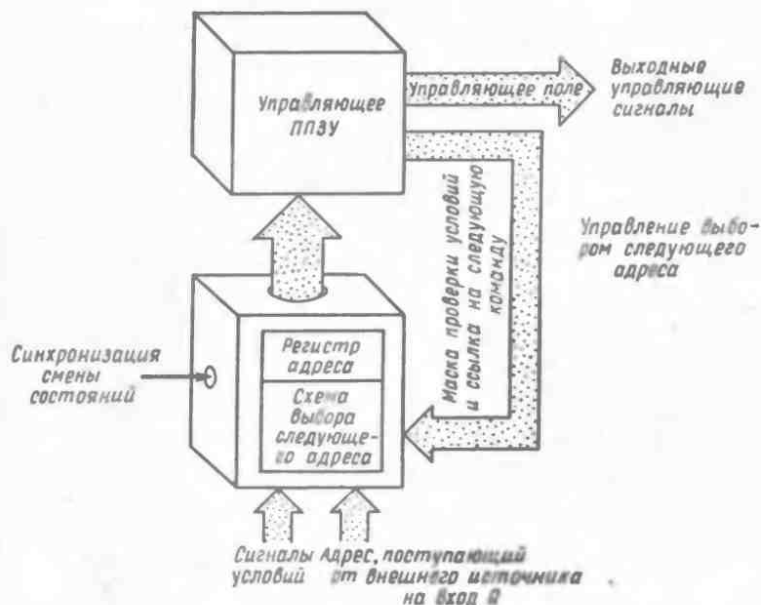 Управляющее
ППЗУ
Управляющее поле
Выходные
управляющие
сигналы
Маска проверки условий
и ссылка на следующую
команду
Управление выбо-
ром следующего
адреса
Синхронизация
смены
состояний
Регистр
адреса
Схема
выбора
следующе-
го адреса
Сигналы
условий
Адрес, поступающий
от внешнего источника
на вход R